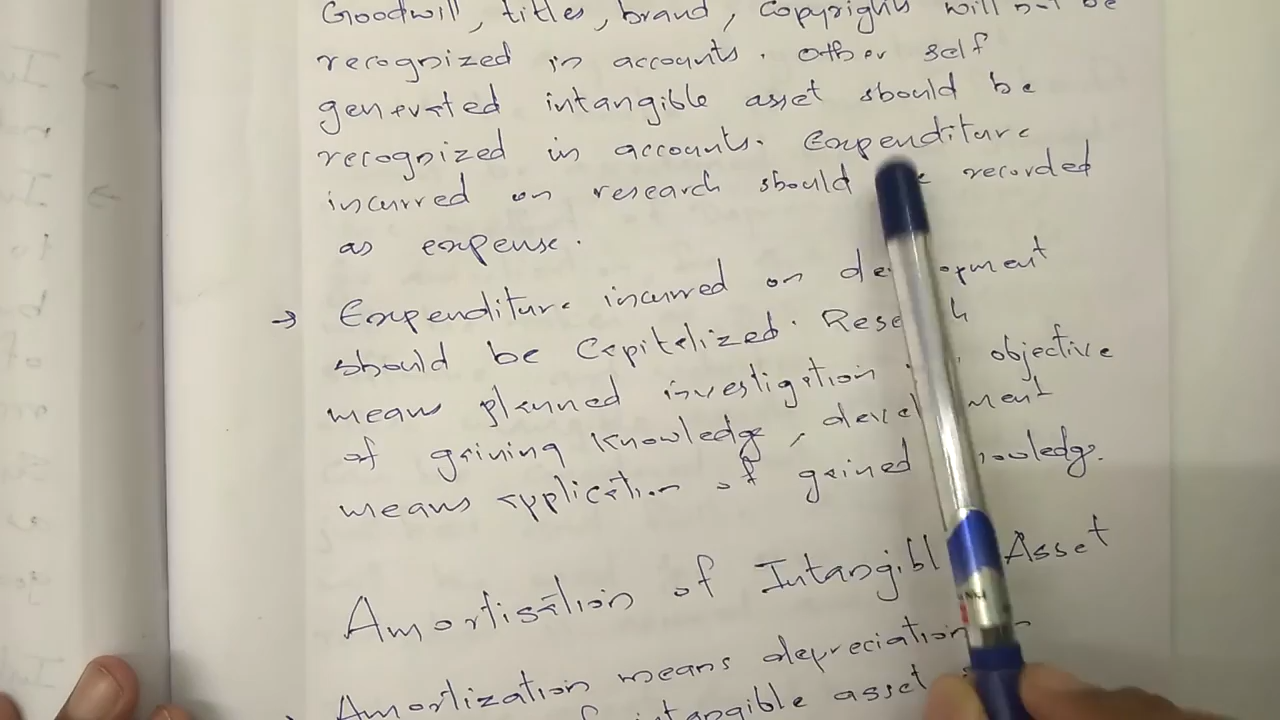 Goodwill, titles, brand, copyrights will not be
recognized in accounts. Other self
generated intangible asset should be
recognized in accounts. Expenditure
incurred on research should recorded
as expense.
→ Expenditure incurred on development
should be Capitalized. Research
means planned investigation objective
of gaining knowledge, development
means application of gained knowledge.
Amortisation of Intangible Asset
Amortization means depreciation
intangible asset